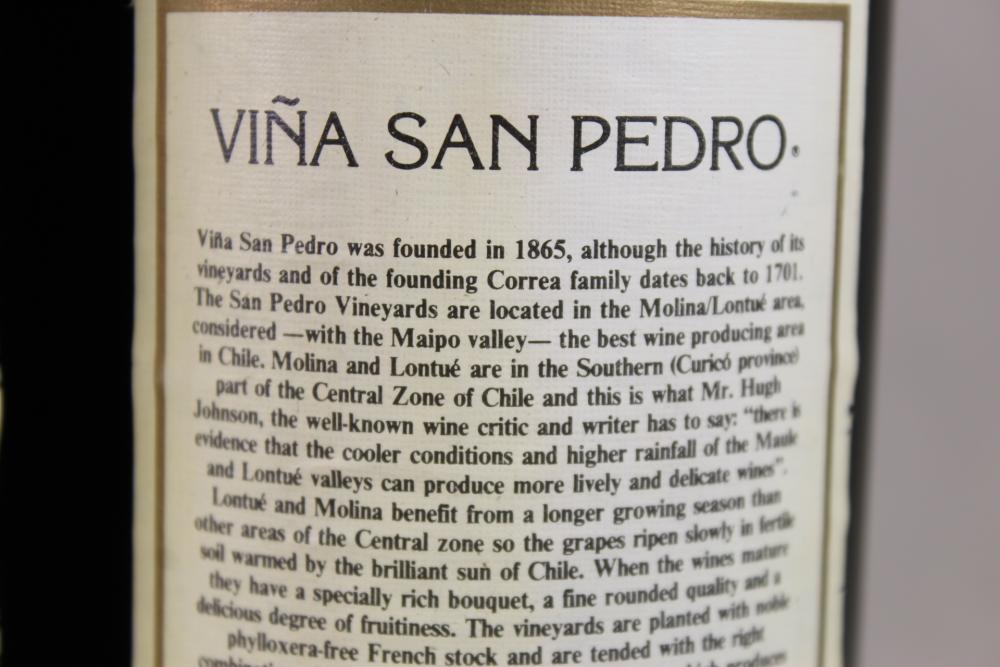 VIÑA SAN PEDRO.
Viña San Pedro was founded in 1865, although the history of its
vineyards and of the founding Correa family dates back to 1701.
The San Pedro Vineyards are located in the Molina/Lontué area,
considered —with the Maipo valley— the best wine producing area
in Chile. Molina and Lontué are in the Southern (Curicó province)
part of the Central Zone of Chile and this is what Mr. Hugh
Johnson, the well-known wine critic and writer has to say: “there is
evidence that the cooler conditions and higher rainfall of the Maule
and Lontué valleys can produce more lively and delicate wines”.
Lontué and Molina benefit from a longer growing season than
other areas of the Central zone so the grapes ripen slowly in fertile
soil warmed by the brilliant sun of Chile. When the wines mature
they have a specially rich bouquet, a fine rounded quality and a
delicious degree of fruitiness. The vineyards are planted with noble
phylloxera-free French stock and are tended with the right
which produces